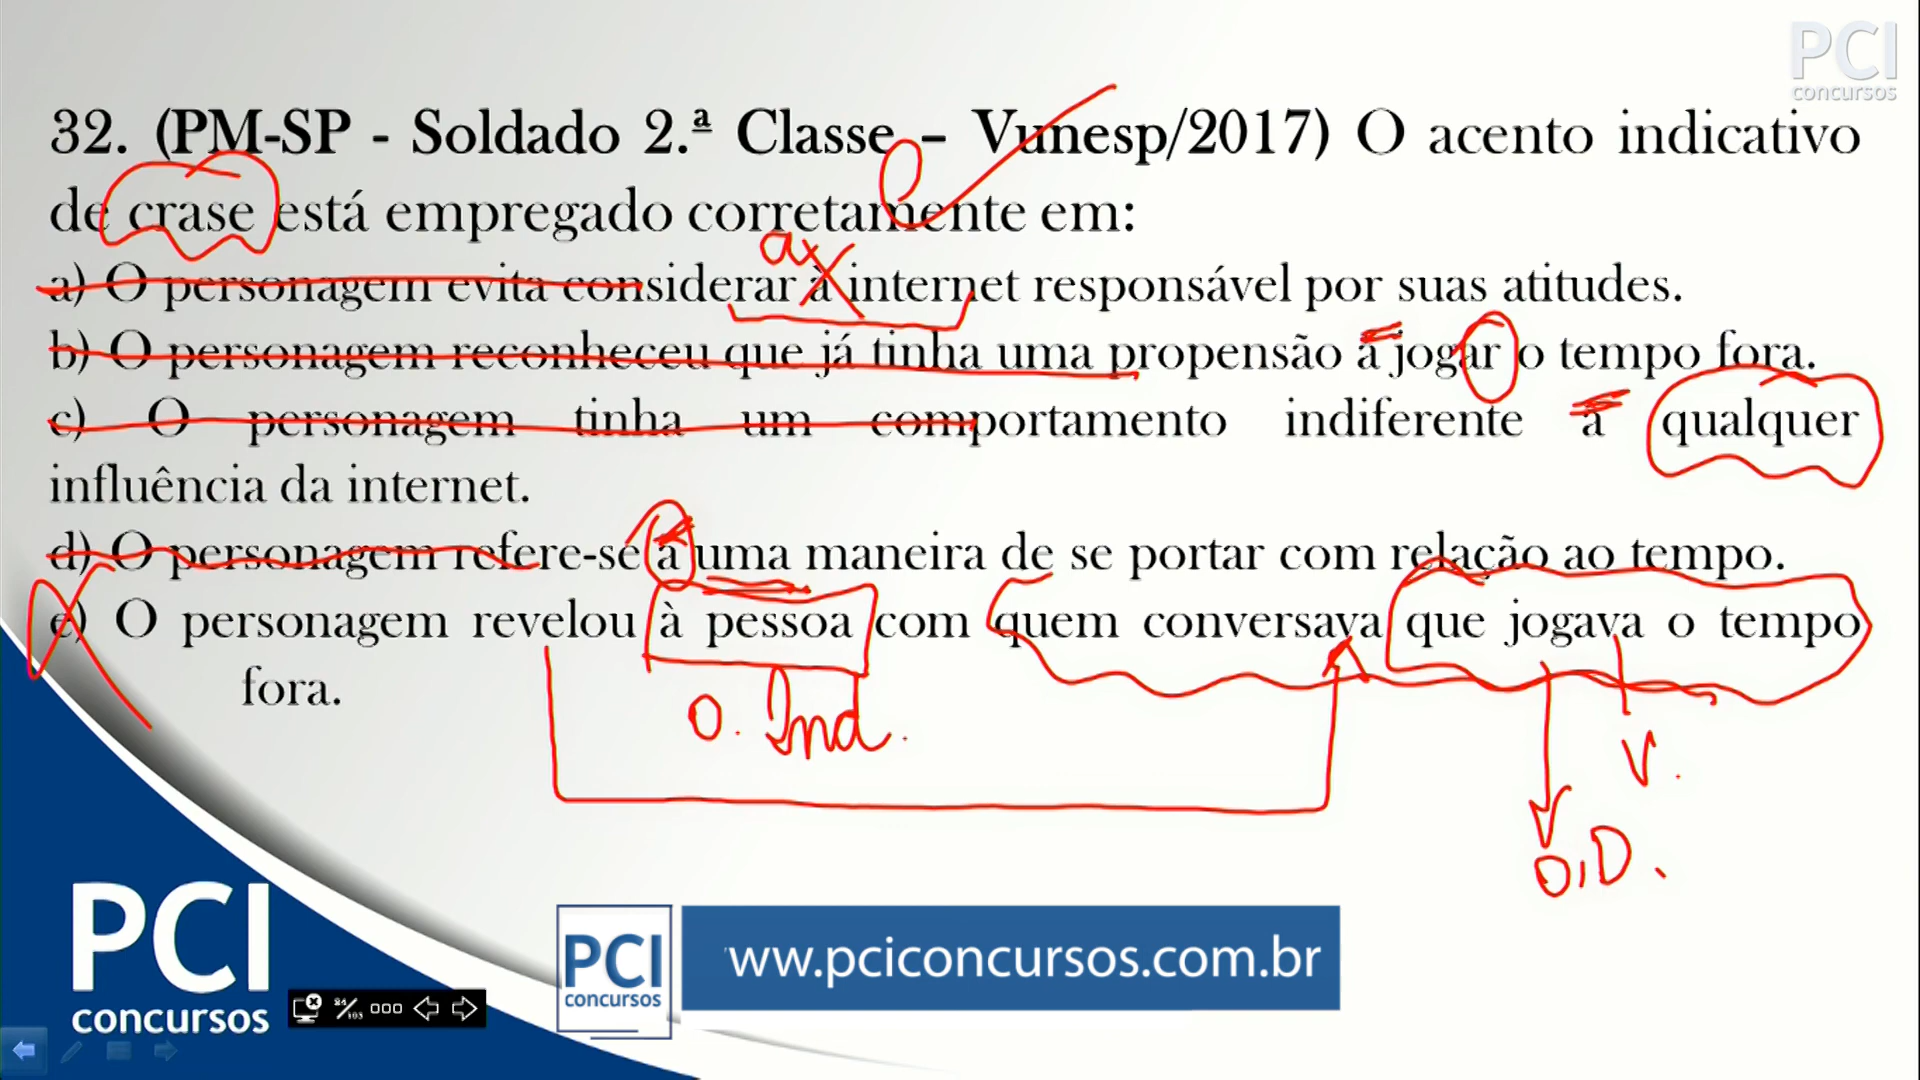 PCI
concursos
32. (PM-SP - Soldado 2.ª Classe – Vunesp/2017) O acento indicativo
de crase está empregado corretamente em:
e
a
a) O personagem evita considerar à internet responsável por suas atitudes.
b) O personagem reconheceu que já tinha uma propensão à jogar o tempo fora.
c) O personagem tinha um comportamento indiferente à qualquer
influência da internet.
d) O personagem refere-se à uma maneira de se portar com relação ao tempo.
e) O personagem revelou à pessoa com quem conversava que jogava o tempo
fora.
O. Ind.
V.
O.D.
PCI
concursos
PCI
concursos
www.pciconcursos.com.br